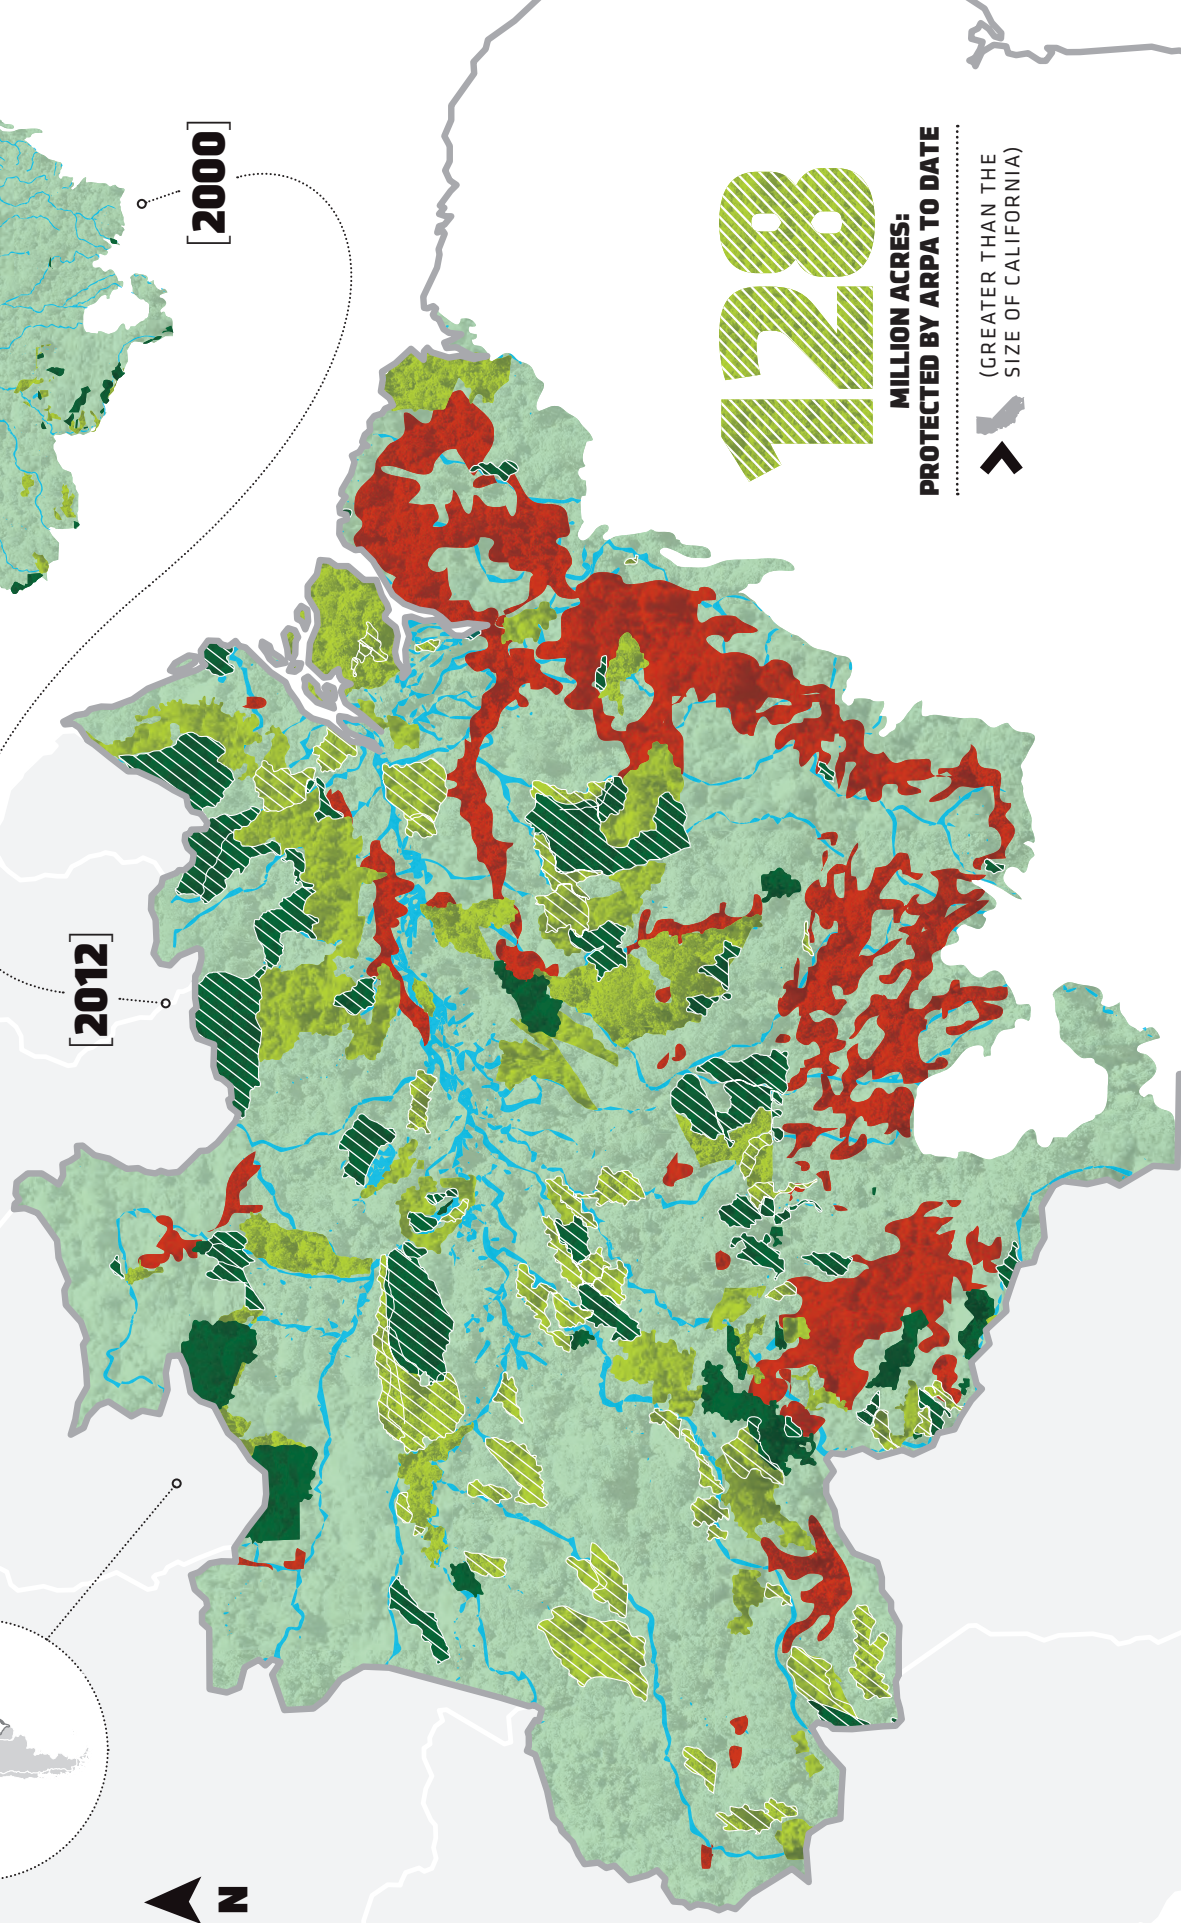 [2000]
[2012]
128
MILLION ACRES:
PROTECTED BY ARPA TO DATE
(GREATER THAN THE
SIZE OF CALIFORNIA)
N